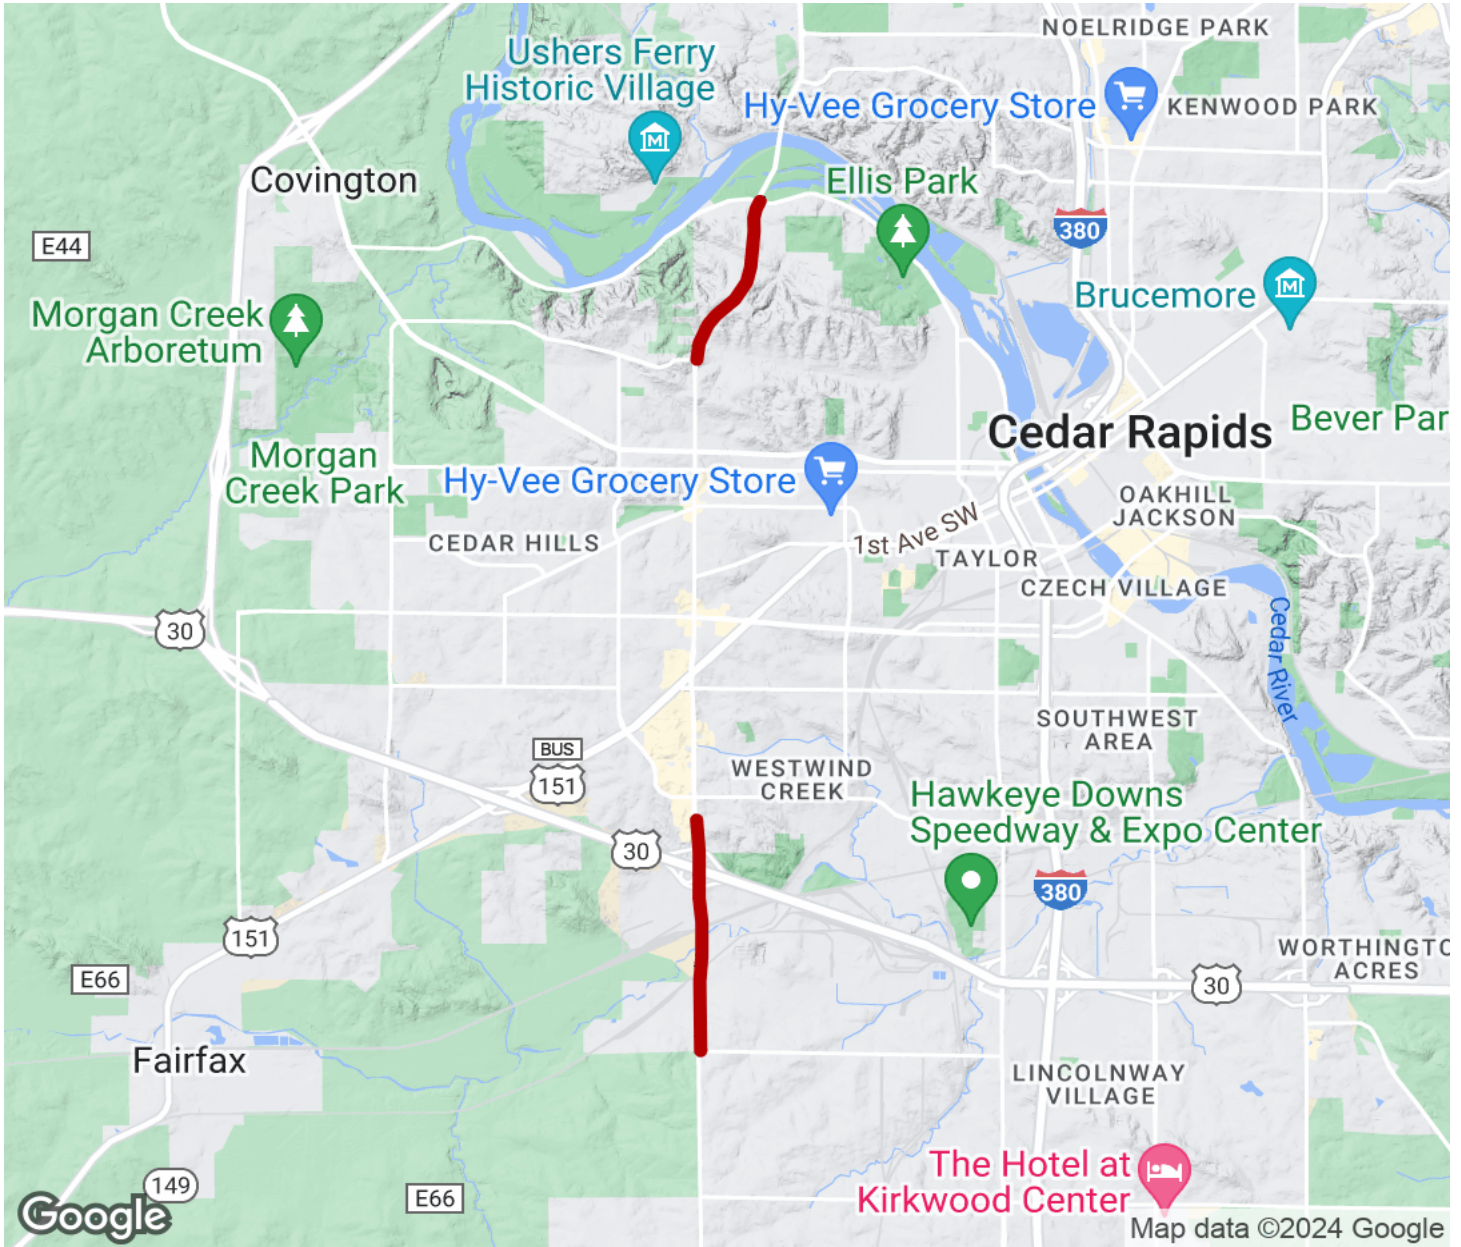 NOELRIDGE PARK
Ushers Ferry
Historic Village
Hy-Vee Grocery Store
KENWOOD PARK
Covington
Ellis Park
380
E44
Brucemore
Morgan Creek
Arboretum
Bever Par
Cedar Rapids
Morgan
Creek Park
Hy-Vee Grocery Store
OAKHILL
JACKSON
1st Ave SW
CEDAR HILLS
TAYLOR
CZECH VILLAGE
Cedar River
30
SOUTHWEST
AREA
BUS
151
WESTWIND
CREEK
Hawkeye Downs
Speedway & Expo Center
30
380
151
WORTHINGTO
ACRES
E66
30
Fairfax
LINCOLNWAY
VILLAGE
The Hotel at
Kirkwood Center
149
E66
Google
Map data ©2024 Google